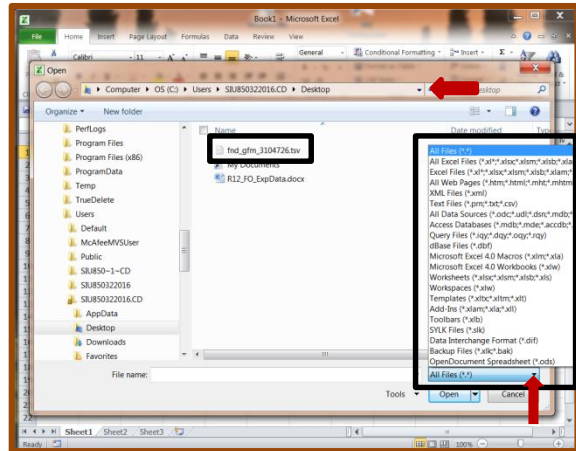 Book1 - Microsoft Excel
File Home Insert Page Layout Formulas Data Review View
Calibri 11 General Conditional Formatting Insert
Open
Computer OS (C:) Users SIU850322016.CD Desktop
Organize New folder
Name Date modified
PerfLogs
Program Files
Program Files (x86)
ProgramData
Temp
TrueDelete
Users
Default
McAfeeMVSUser
Public
SIU850~1~CD
SIU850322016
SIU850322016.CD
AppData
Desktop
Downloads
Favorites
fnd_gfm_3104726.tsv
My Documents
R12_FO_ExpData.docx
All Files (*.*)
All Excel Files (*.xl*;*.xlsx;*.xlsm;*.xlsb;*.xla
Excel Files (*.xl*;*.xlsx;*.xlsm;*.xlsb;*.xlam;*
All Web Pages (*.htm;*.html;*.mht;*.mhtm
XML Files (*.xml)
Text Files (*.prn;*.txt;*.csv)
All Data Sources (*.odc;*.udl;*.dsn;*.mdb;*
Access Databases (*.mdb;*.mde;*.accdb;*
Query Files (*.iqy;*.dqy;*.oqy;*.rqy)
dBase Files (*.dbf)
Microsoft Excel 4.0 Macros (*.xlm;*.xla)
Microsoft Excel 4.0 Workbooks (*.xlw)
Worksheets (*.xlsx;*.xlsm;*.xlsb;*.xls)
Workspaces (*.xlw)
Templates (*.xltx;*.xltm;*.xlt)
Add-Ins (*.xlam;*.xla;*.xll)
Toolbars (*.xlb)
SYLK Files (*.slk)
Data Interchange Format (*.dif)
Backup Files (*.xlk;*.bak)
OpenDocument Spreadsheet (*.ods)
File name: All Files (*.*)
Tools Open Cancel
Sheet1 Sheet2 Sheet3
Ready 100%